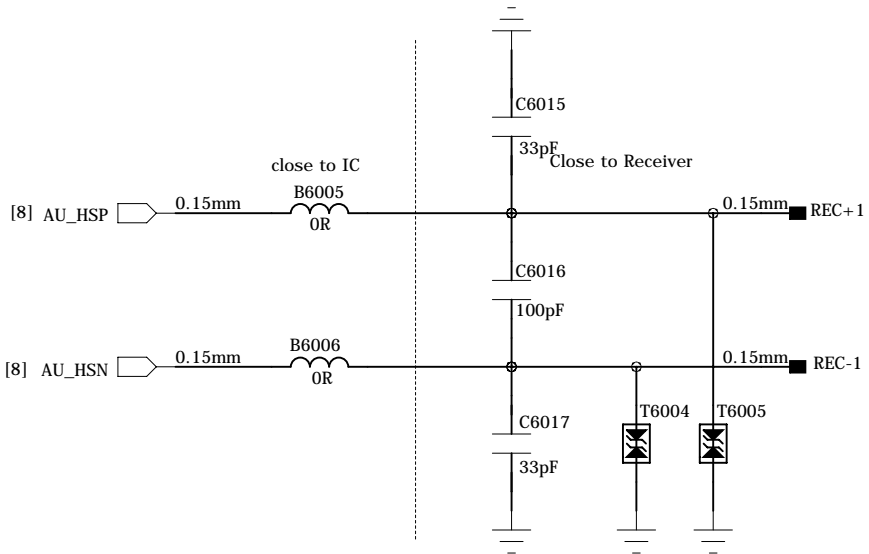 C6015
33pF
Close to Receiver
close to IC
B6005
[8] AU_HSP
0.15mm
0R
0.15mm
REC+1
C6016
100pF
B6006
[8] AU_HSN
0.15mm
0R
0.15mm
REC-1
C6017
33pF
T6004
T6005